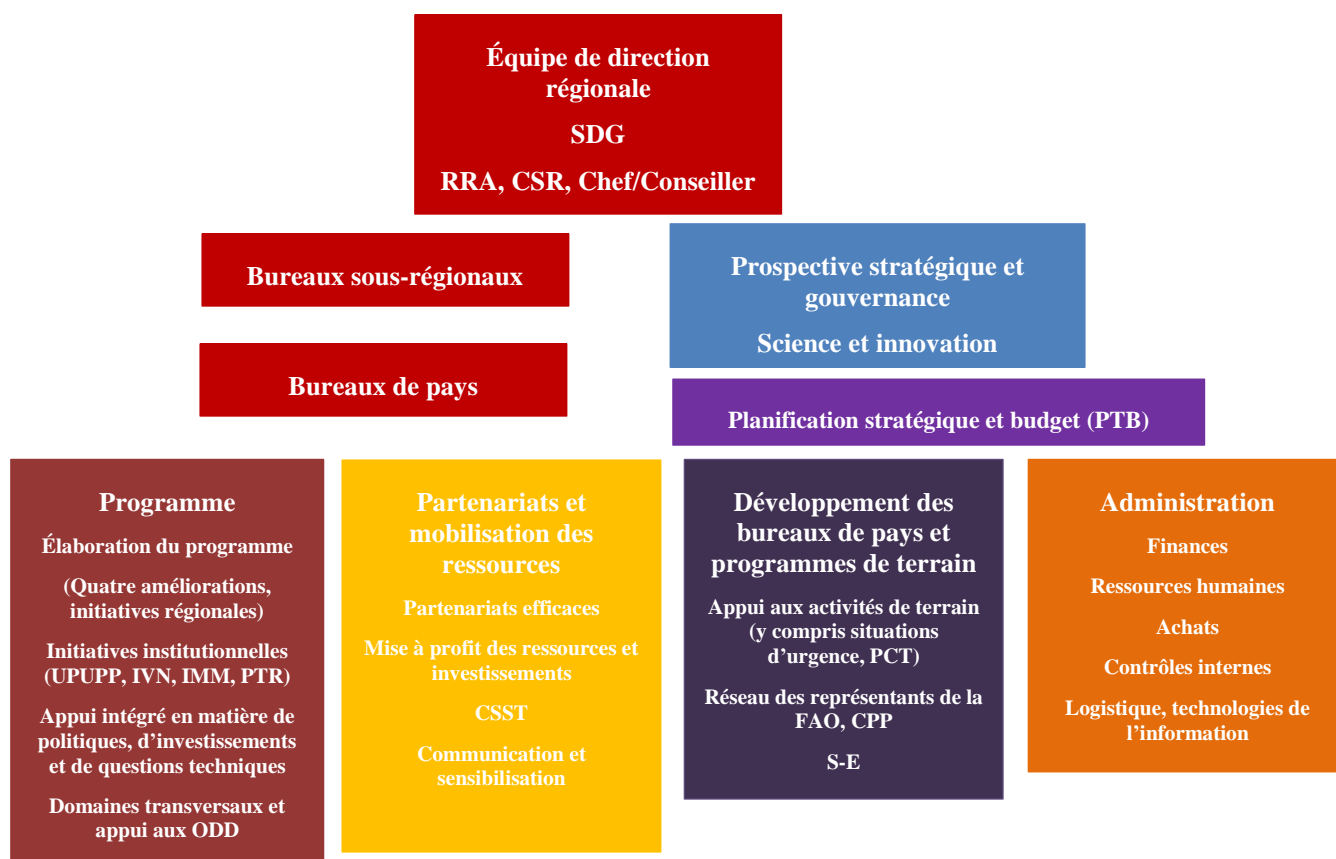 Équipe de direction
régionale
SDG
RRA, CSR, Chef/Conseiller
Bureaux sous-régionaux
Prospective stratégique et
gouvernance
Science et innovation
Bureaux de pays
Planification stratégique et budget (PTB)
Programme
Élaboration du programme
(Quatre améliorations,
initiatives régionales)
Initiatives institutionnelles
(UPUPP, IVN, IMM, PTR)
Appui intégré en matière de
politiques, d’investissements
et de questions techniques
Domaines transversaux et
appui aux ODD
Partenariats et
mobilisation des
ressources
Partenariats efficaces
Mise à profit des ressources et
investissements
CSST
Communication et
sensibilisation
Développement des
bureaux de pays et
programmes de terrain
Appui aux activités de terrain
(y compris situations
d’urgence, PCT)
Réseau des représentants de la
FAO, CPP
S-E
Administration
Finances
Ressources humaines
Achats
Contrôles internes
Logistique, technologies de
l’information